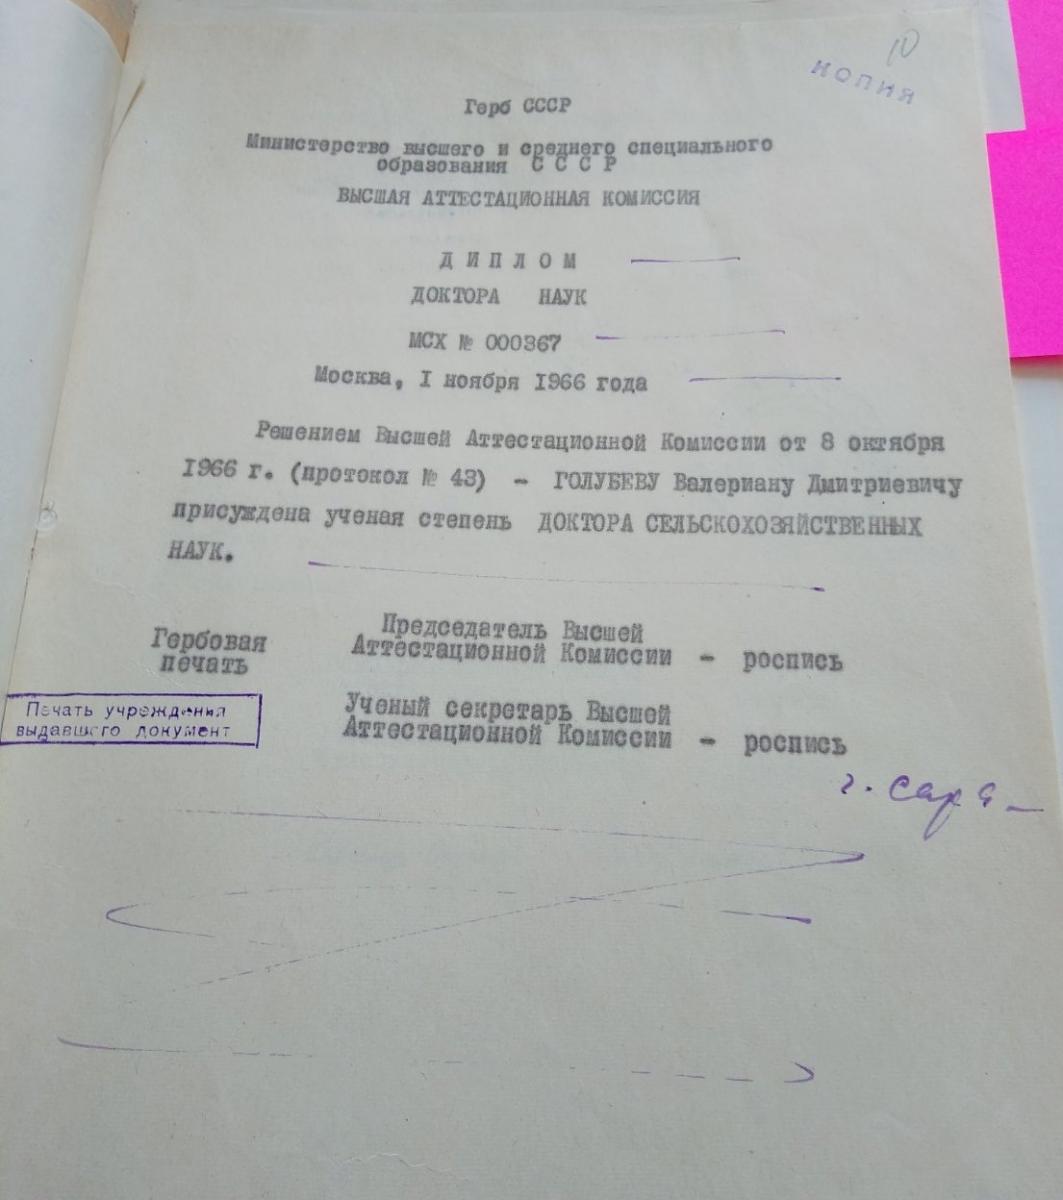 10
КОПИЯ
Герб СССР
Министерство высшего и среднего специального
образования С С С Р
ВЫСШАЯ АТТЕСТАЦИОННАЯ КОМИССИЯ
Д И П Л О М
ДОКТОРА НАУК
МСХ № 000367
Москва, I ноября 1966 года
Решением Высшей Аттестационной Комиссии от 8 октября
1966 г. (протокол № 43) – ГОЛУБЕВУ Валериану Дмитриевичу
присуждена ученая степень ДОКТОРА СЕЛЬСКОХОЗЯЙСТВЕННЫХ
НАУК.
Гербовая
печать
Председатель Высшей
Аттестационной Комиссии – роспись
Печать учреждения
выдавшего документ
Ученый секретарь Высшей
Аттестационной Комиссии – роспись
г. Сара